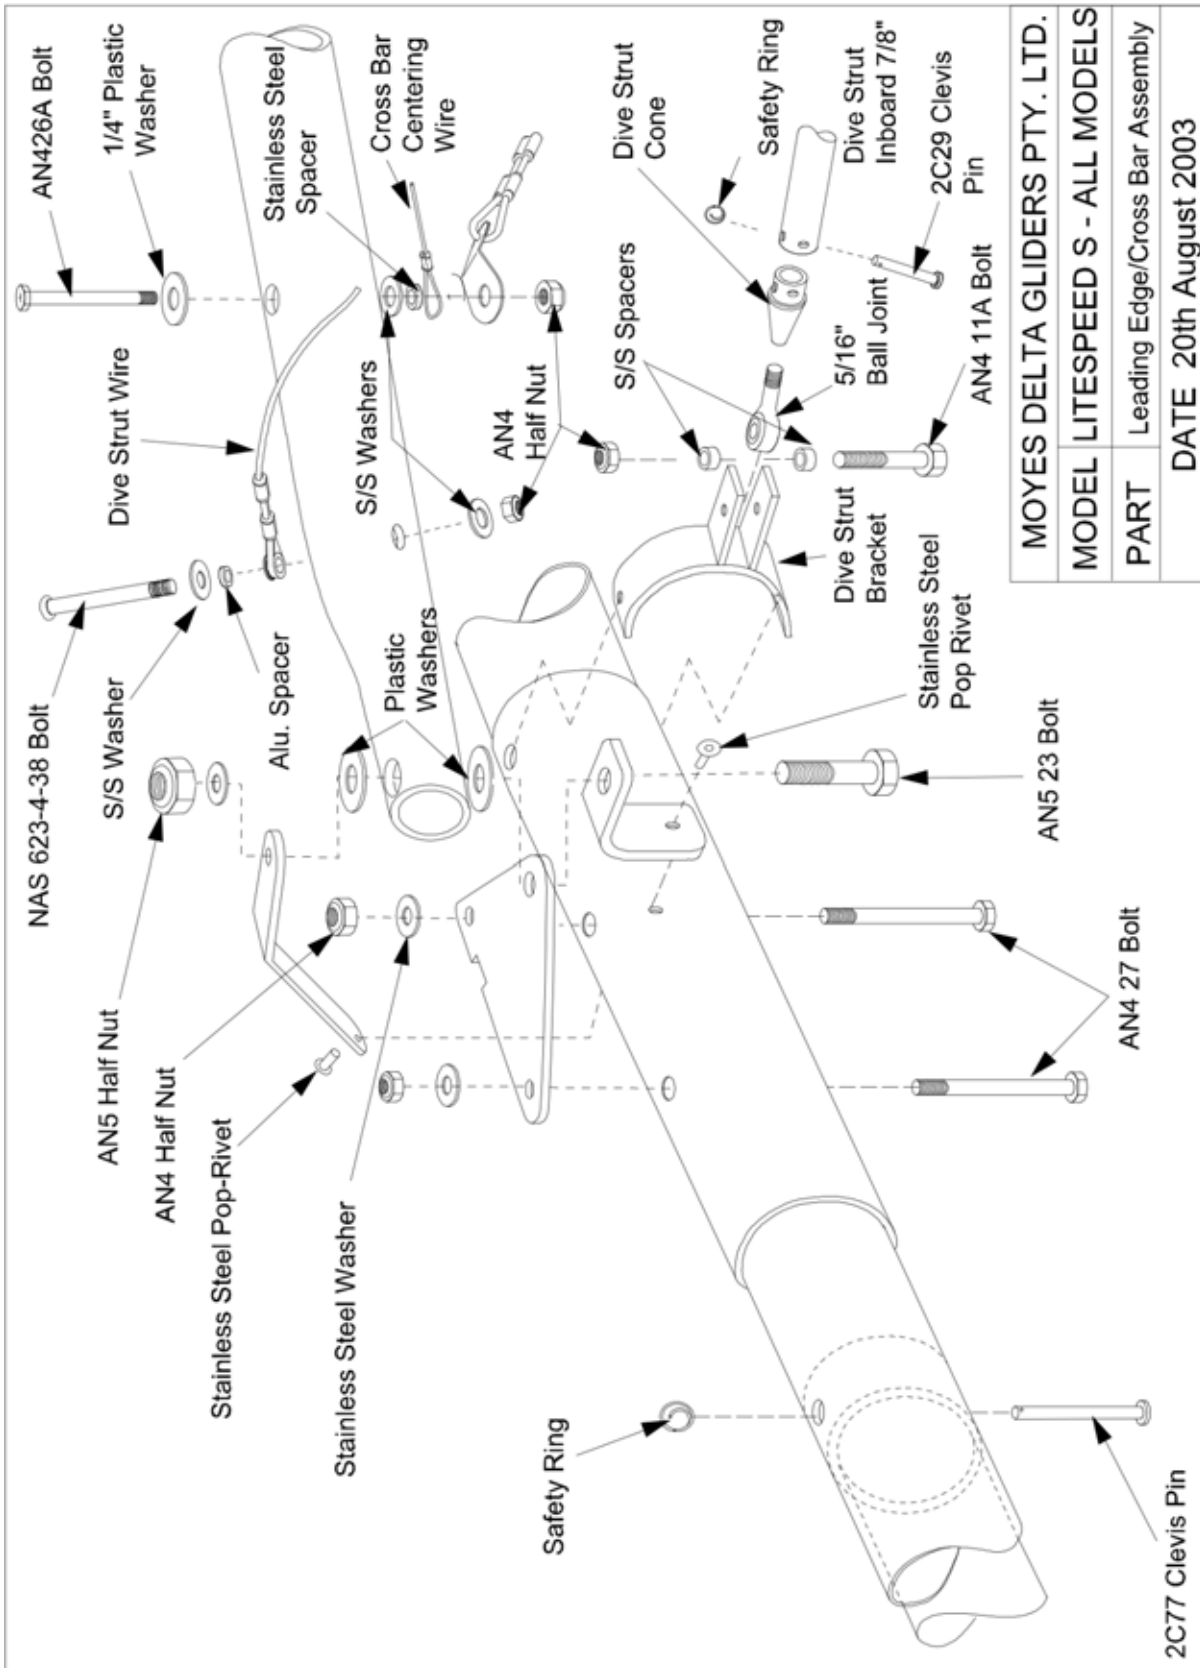 NAS 623-4-38 Bolt
S/S Washer
Alu. Spacer
Dive Strut Wire
AN426A Bolt
1/4" Plastic
Washer
Stainless Steel
Spacer
Cross Bar
Centering
Wire
AN5 Half Nut
AN4 Half Nut
Stainless Steel Pop-Rivet
Stainless Steel Washer
Plastic
Washers
S/S Washers
AN4
Half Nut
Safety Ring
Dive Strut
Cone
Safety Ring
S/S Spacers
5/16"
Ball Joint
Dive Strut
Inboard 7/8"
2C29 Clevis
Pin
Dive Strut
Bracket
AN4 11A Bolt
Stainless Steel
Pop Rivet
AN5 23 Bolt
AN4 27 Bolt
2C77 Clevis Pin
MOYES DELTA GLIDERS PTY. LTD.
MODEL LITESPEED S - ALL MODELS
PART Leading Edge/Cross Bar Assembly
DATE 20th August 2003